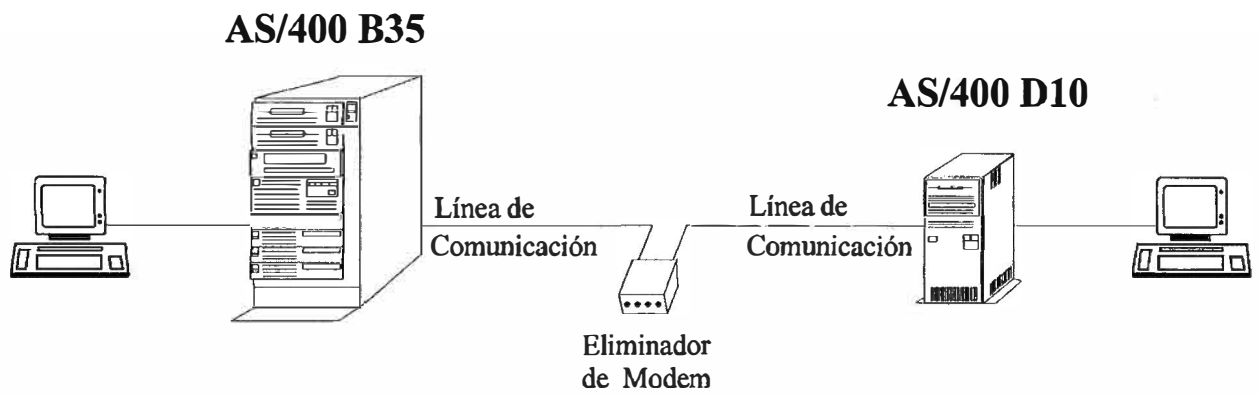 AS/400 B35
AS/400 D10
Línea de
Comunicación
Línea de
Comunicación
Eliminador
de Modem